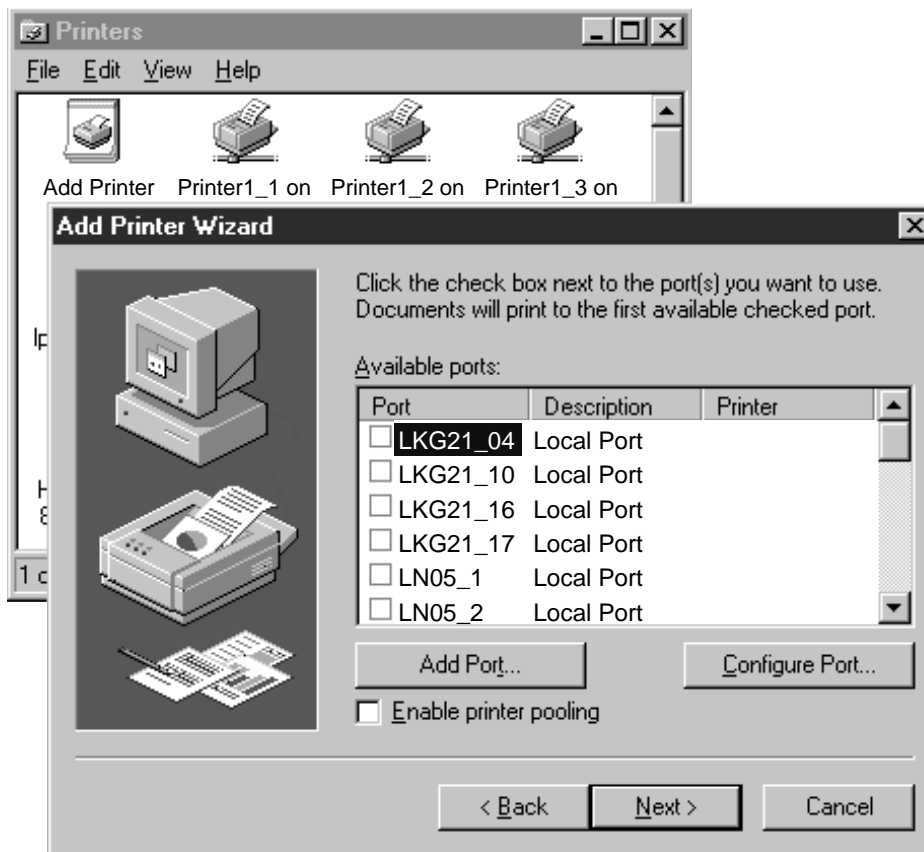 Printers
File Edit View Help
Add Printer Printer1_1 on Printer1_2 on Printer1_3 on
Add Printer Wizard
Click the check box next to the port(s) you want to use.
Documents will print to the first available checked port.
Available ports:
Port Description Printer
LKG21_04 Local Port
LKG21_10 Local Port
LKG21_16 Local Port
LKG21_17 Local Port
LN05_1 Local Port
LN05_2 Local Port
Add Port... Configure Port...
Enable printer pooling
< Back Next > Cancel